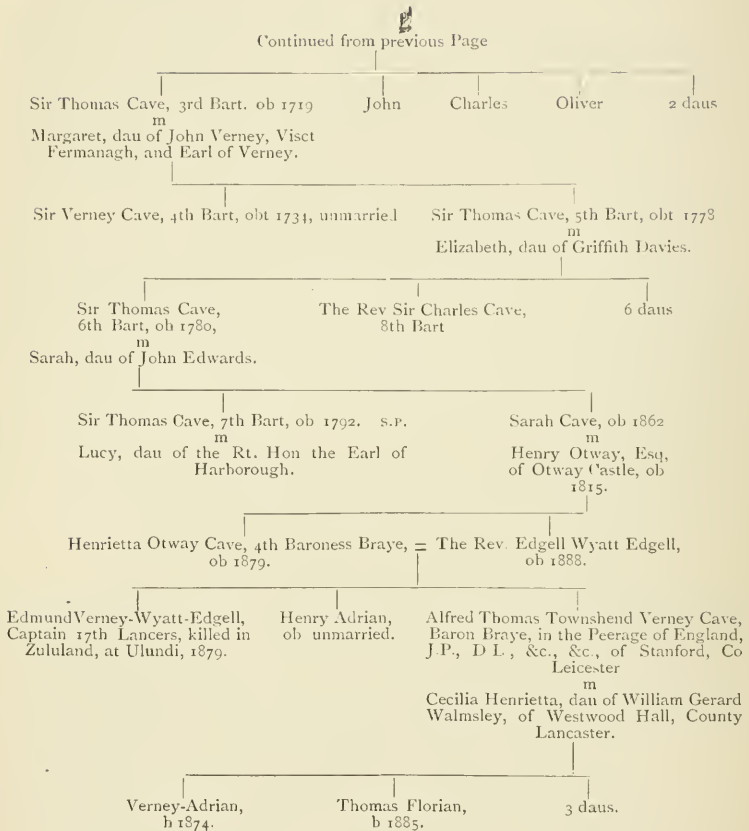 Continued from previous Page
Sir Thomas Cave, 3rd Bart. ob 1719
m
Margaret, dau of John Verney, Visct
Fermanagh, and Earl of Verney.
John
Charles
Oliver
2 daus
Sir Verney Cave, 4th Bart, obt 1734, unmarried
Sir Thomas Cave, 5th Bart, obt 1778
m
Elizabeth, dau of Griffith Davies.
Sir Thomas Cave,
6th Bart, ob 1780,
m
Sarah, dau of John Edwards.
The Rev Sir Charles Cave,
8th Bart
6 daus
Sir Thomas Cave, 7th Bart, ob 1792. S.P.
m
Lucy, dau of the Rt. Hon the Earl of
Harborough.
Sarah Cave, ob 1862
m
Henry Otway, Esq,
of Otway Castle, ob
1815.
Henrietta Otway Cave, 4th Baroness Braye, = The Rev. Edgell Wyatt Edgell,
ob 1879.
ob 1888.
Edmund Verney-Wyatt-Edgell,
Captain 17th Lancers, killed in
Zululand, at Ulundi, 1879.
Henry Adrian,
ob unmarried.
Alfred Thomas Townshend Verney Cave,
Baron Braye, in the Peerage of England,
J.P., D L., &c., &c., of Stanford, Co
Leicester
m
Cecilia Henrietta, dau of William Gerard
Walmsley, of Westwood Hall, County
Lancaster.
Verney-Adrian,
b 1874.
Thomas Florian,
b 1885.
3 daus.